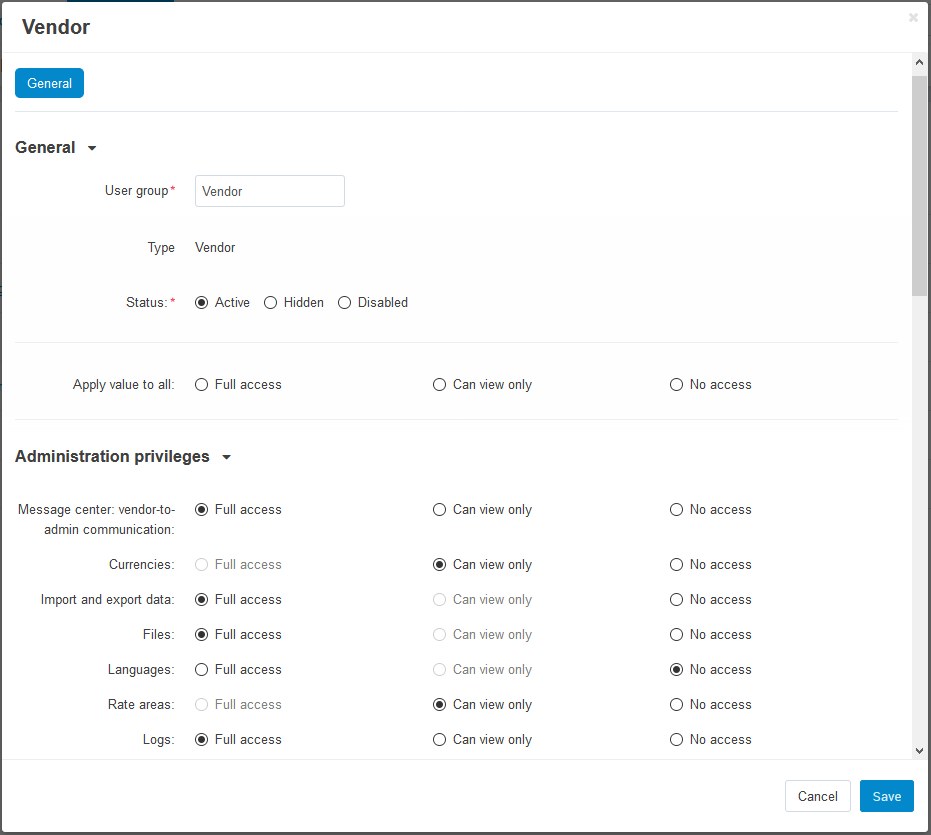 Vendor
General
General
User group* Vendor
Type Vendor
Status:* Active Hidden Disabled
Apply value to all: Full access Can view only No access
Administration privileges
Message center: vendor-to- Full access Can view only No access
admin communication:
Currencies: Full access Can view only No access
Import and export data: Full access Can view only No access
Files: Full access Can view only No access
Languages: Full access Can view only No access
Rate areas: Full access Can view only No access
Logs: Full access Can view only No access
Cancel Save